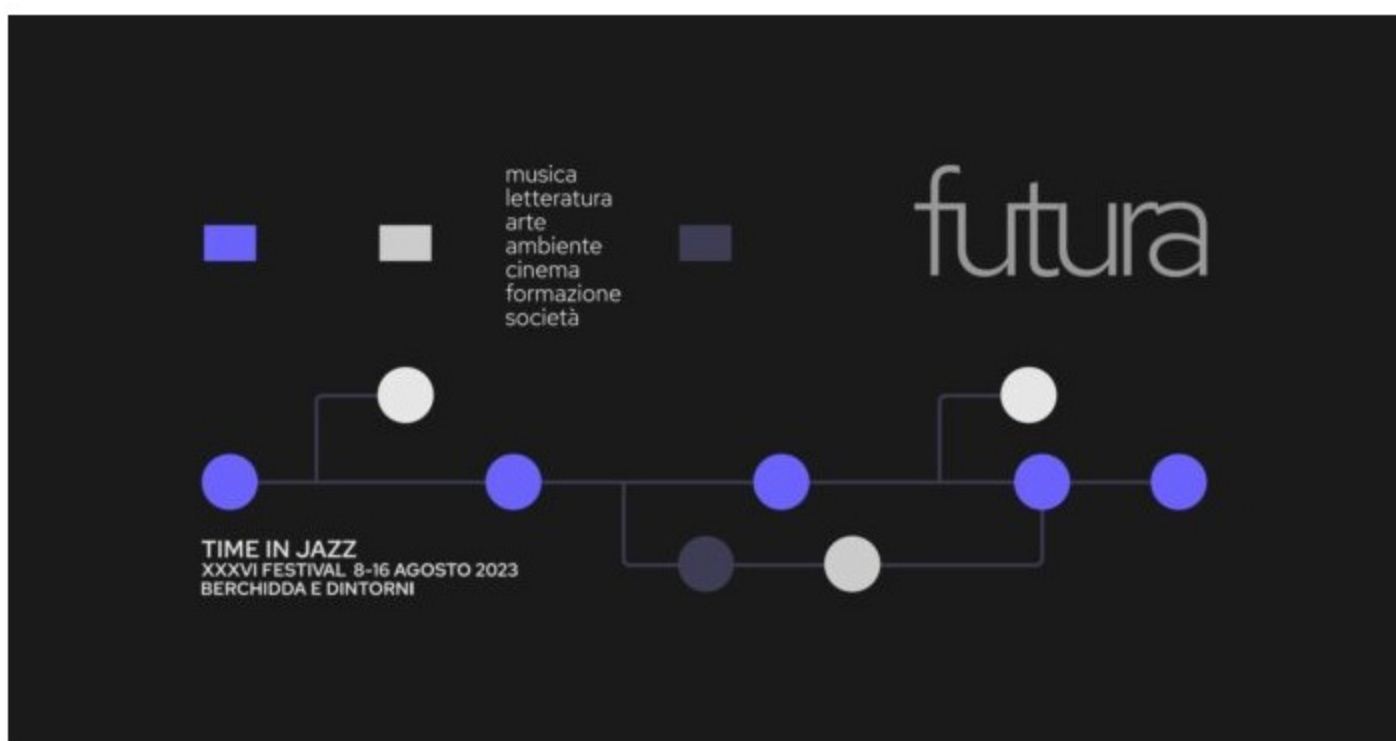 musica
letteratura
arte
ambiente
cinema
formazione
società
futura
TIME IN JAZZ
XXXVI FESTIVAL 8-16 AGOSTO 2023
BERCHIDDA E DINTORNI